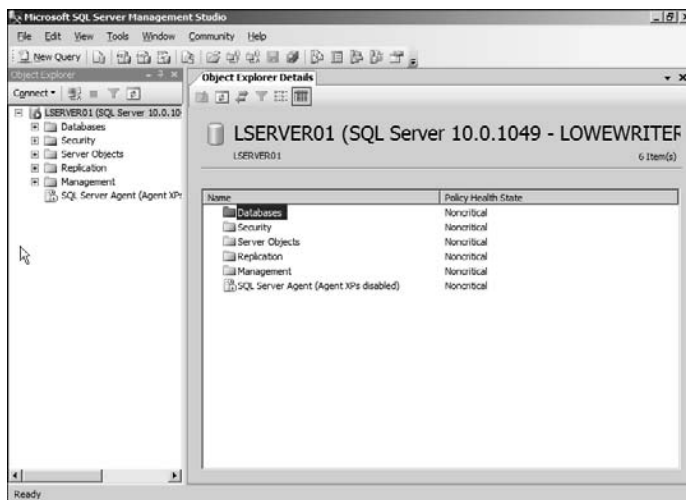 Microsoft SQL Server Management Studio
File Edit View Tools Window Community Help
New Query
Object Explorer
Connect
LSERVER01 (SQL Server 10.0.10
Databases
Security
Server Objects
Replication
Management
SQL Server Agent (Agent XPs
Object Explorer Details
LSERVER01 (SQL Server 10.0.1049 - LOWEWRITER
LSERVER01 6 Item(s)
Name Policy Health State
Databases Noncritical
Security Noncritical
Server Objects Noncritical
Replication Noncritical
Management Noncritical
SQL Server Agent (Agent XPs disabled) Noncritical
Ready